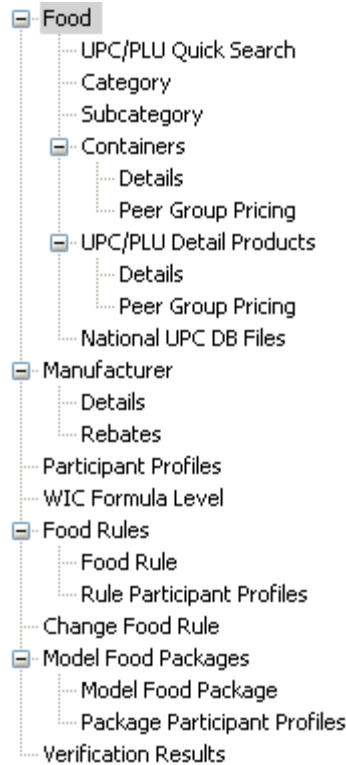 Food
UPC/PLU Quick Search
Category
Subcategory
Containers
Details
Peer Group Pricing
UPC/PLU Detail Products
Details
Peer Group Pricing
National UPC DB Files
Manufacturer
Details
Rebates
Participant Profiles
WIC Formula Level
Food Rules
Food Rule
Rule Participant Profiles
Change Food Rule
Model Food Packages
Model Food Package
Package Participant Profiles
Verification Results